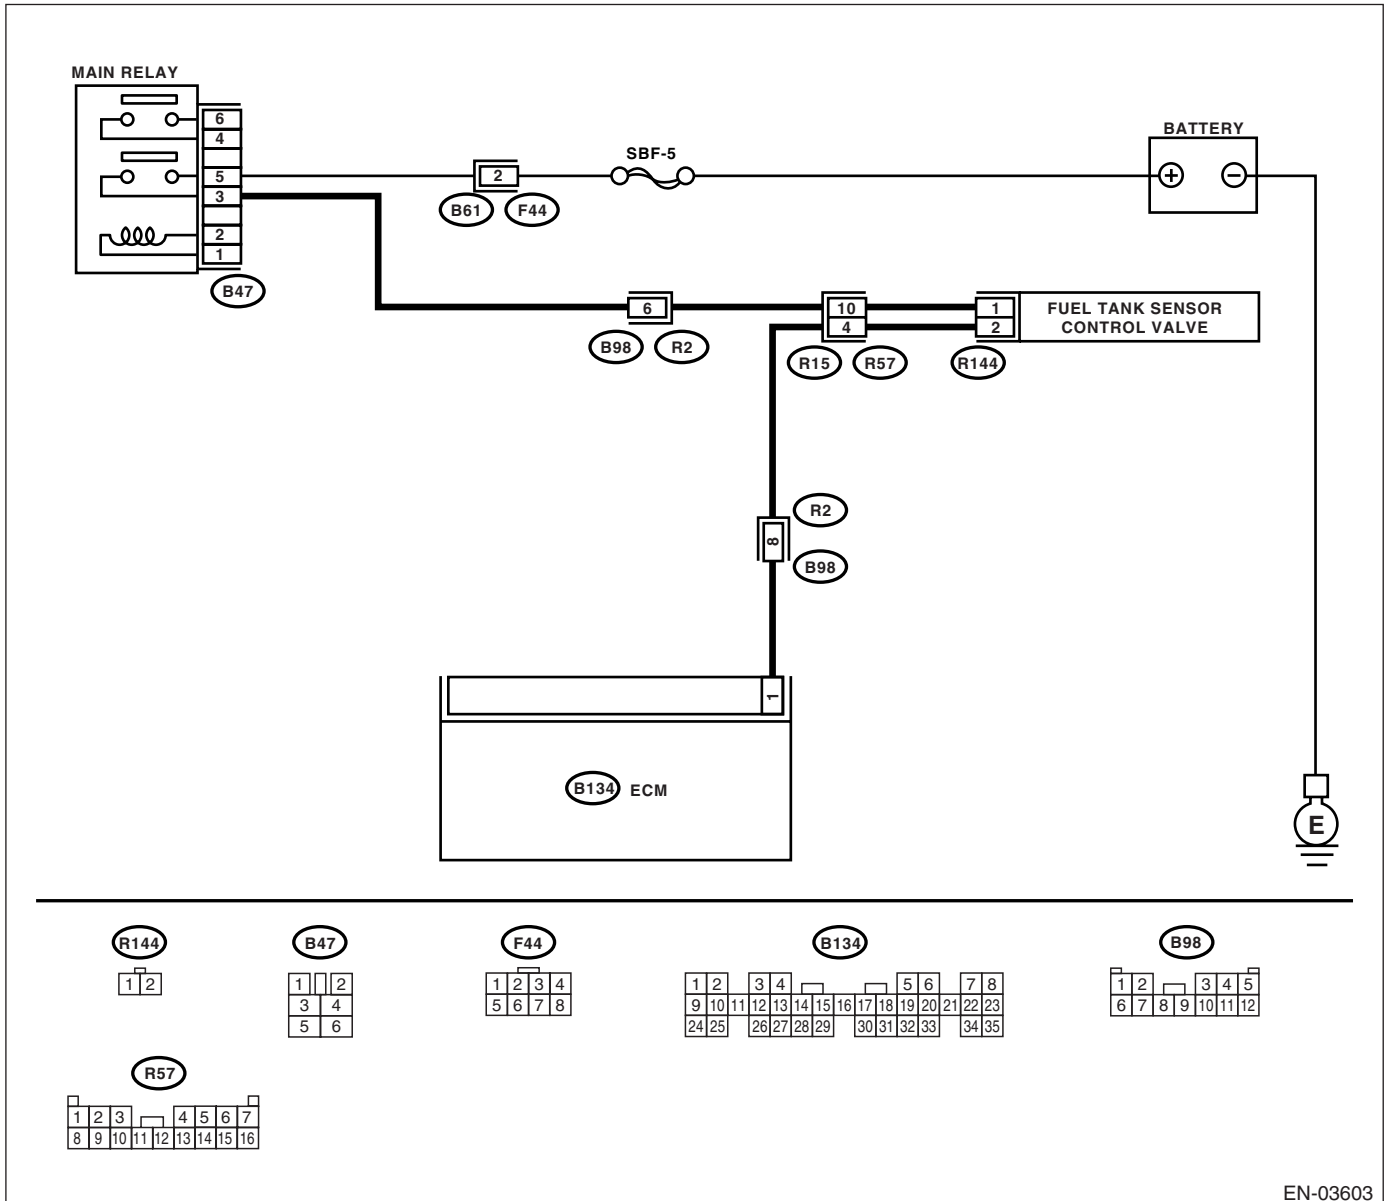 MAIN RELAY
6
4
5
3
2
1
B47
2
B61 F44
SBF-5
BATTERY
+ −
6
B98 R2
10
4
R15 R57
1
2
R144
FUEL TANK SENSOR
CONTROL VALVE
R2
8
B98
1
B134 ECM
E
R144
1 2
B47
1 2
3 4
5 6
F44
1 2 3 4
5 6 7 8
B134
1 2 3 4 5 6 7 8
9 10 11 12 13 14 15 16 17 18 19 20 21 22 23
24 25 26 27 28 29 30 31 32 33 34 35
B98
1 2 3 4 5
6 7 8 9 10 11 12
R57
1 2 3 4 5 6 7
8 9 10 11 12 13 14 15 16
EN-03603